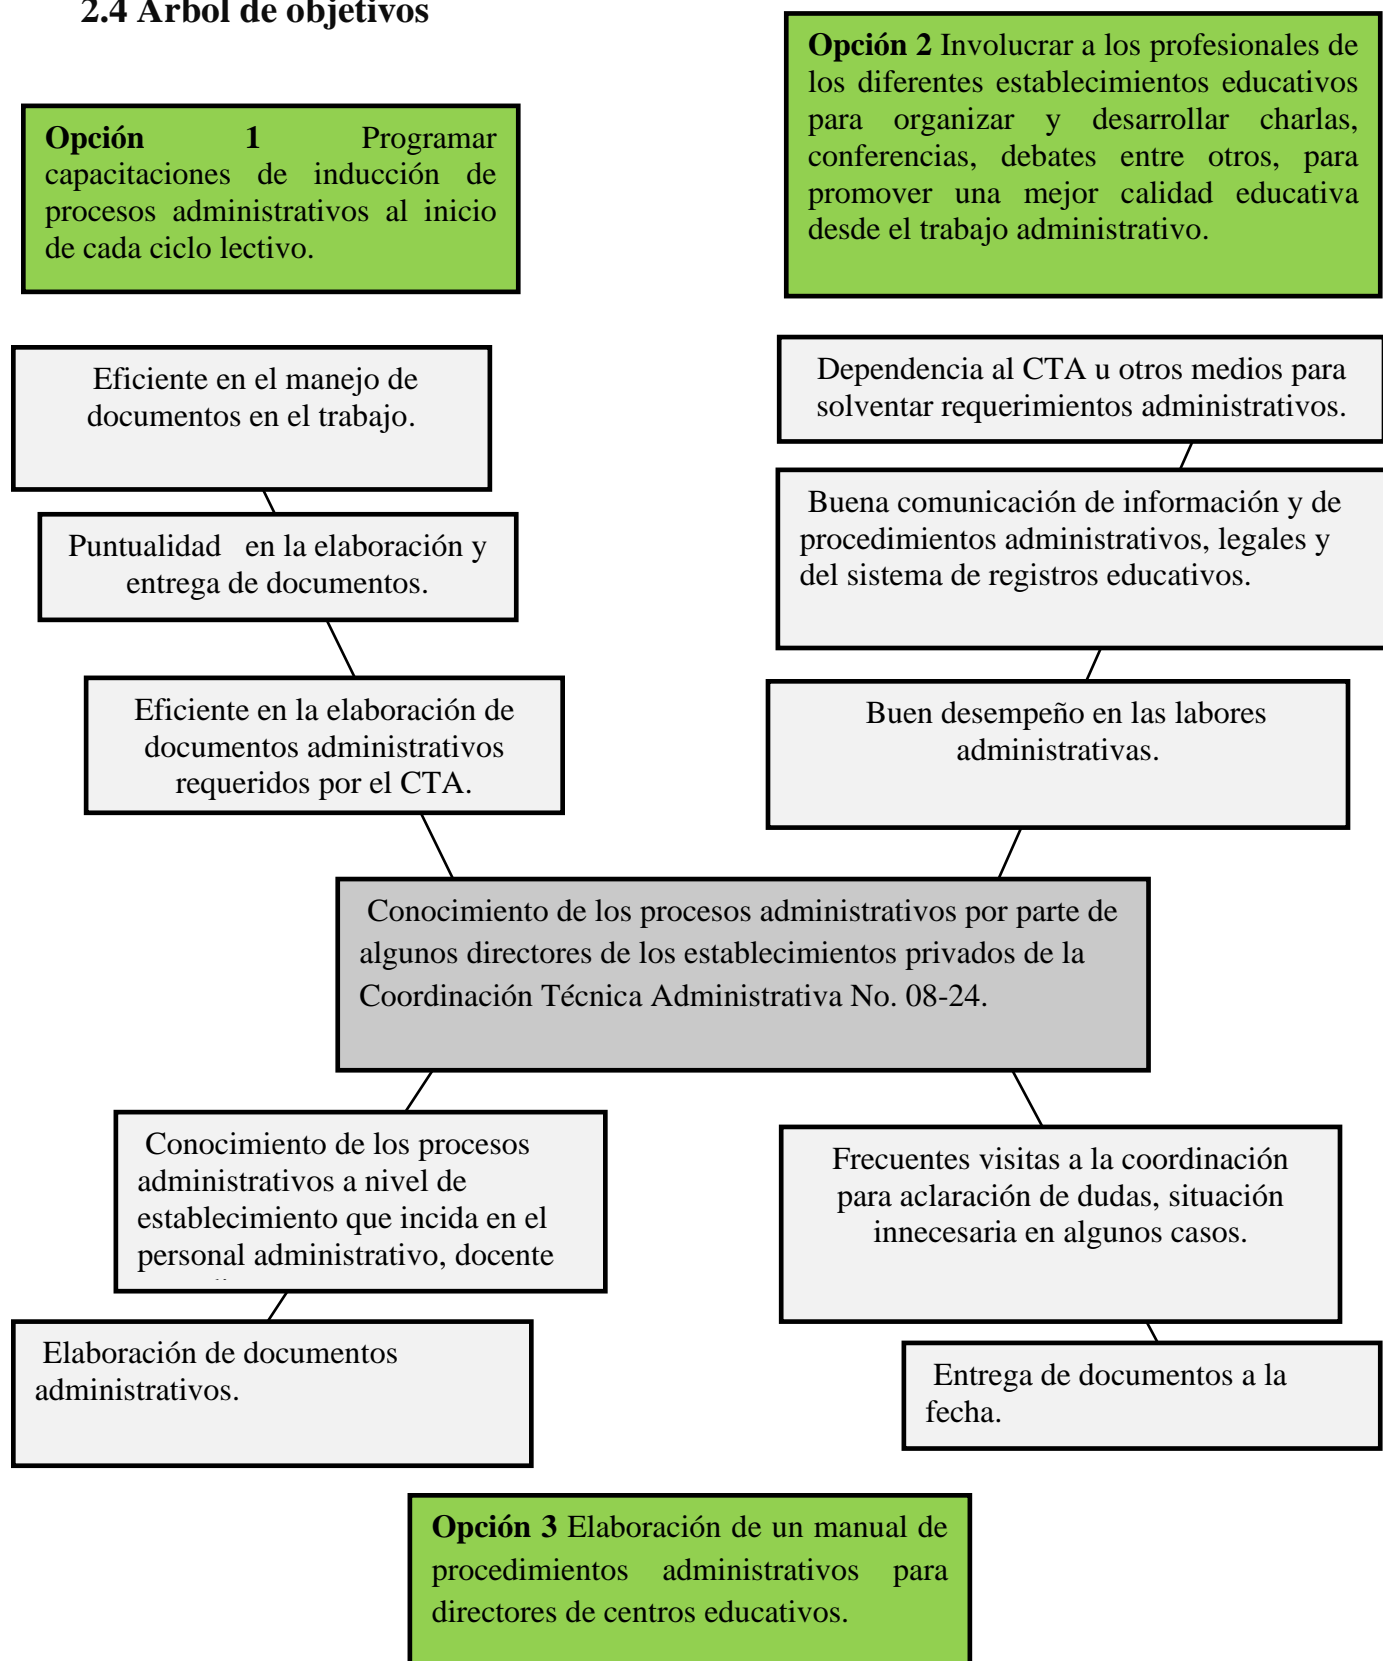 2.4 Árbol de objetivos
Opción 2 Involucrar a los profesionales de
los diferentes establecimientos educativos
para organizar y desarrollar charlas,
conferencias, debates entre otros, para
promover una mejor calidad educativa
desde el trabajo administrativo.
Opción 1 Programar
capacitaciones de inducción de
procesos administrativos al inicio
de cada ciclo lectivo.
Eficiente en el manejo de
documentos en el trabajo.
Dependencia al CTA u otros medios para
solventar requerimientos administrativos.
Puntualidad en la elaboración y
entrega de documentos.
Buena comunicación de información y de
procedimientos administrativos, legales y
del sistema de registros educativos.
Eficiente en la elaboración de
documentos administrativos
requeridos por el CTA.
Buen desempeño en las labores
administrativas.
Conocimiento de los procesos administrativos por parte de
algunos directores de los establecimientos privados de la
Coordinación Técnica Administrativa No. 08-24.
Conocimiento de los procesos
administrativos a nivel de
establecimiento que incida en el
personal administrativo, docente
Frecuentes visitas a la coordinación
para aclaración de dudas, situación
innecesaria en algunos casos.
Elaboración de documentos
administrativos.
Entrega de documentos a la
fecha.
Opción 3 Elaboración de un manual de
procedimientos administrativos para
directores de centros educativos.